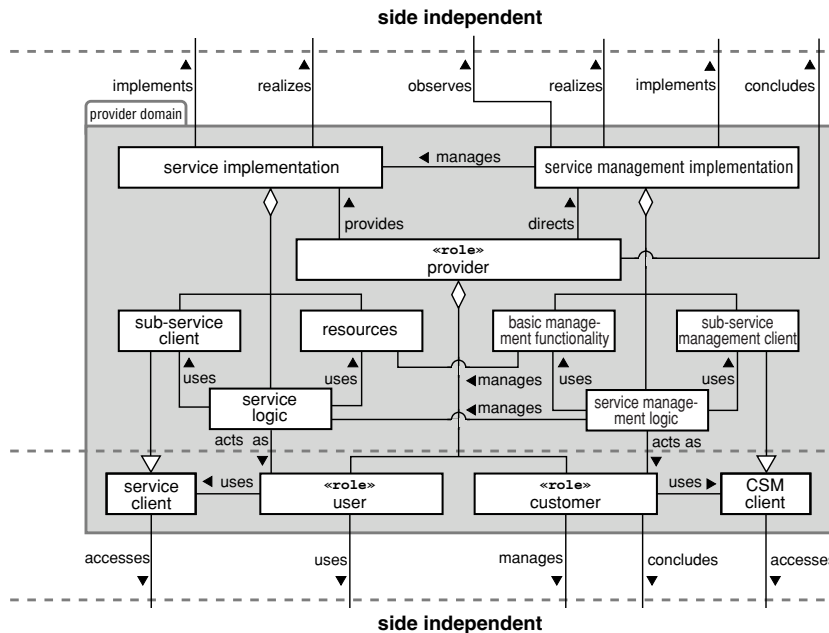 side independent
implements realizes observes realizes implements concludes
provider domain
service implementation manages service management implementation
provides directs
«role»
provider
sub-service
client
resources
basic manage-
ment functionality
sub-service
management client
uses uses manages uses uses
service
logic
manages
service manage-
ment logic
acts as acts as
service
client
uses
«role»
user
«role»
customer
uses
CSM
client
accesses uses manages concludes accesses
side independent